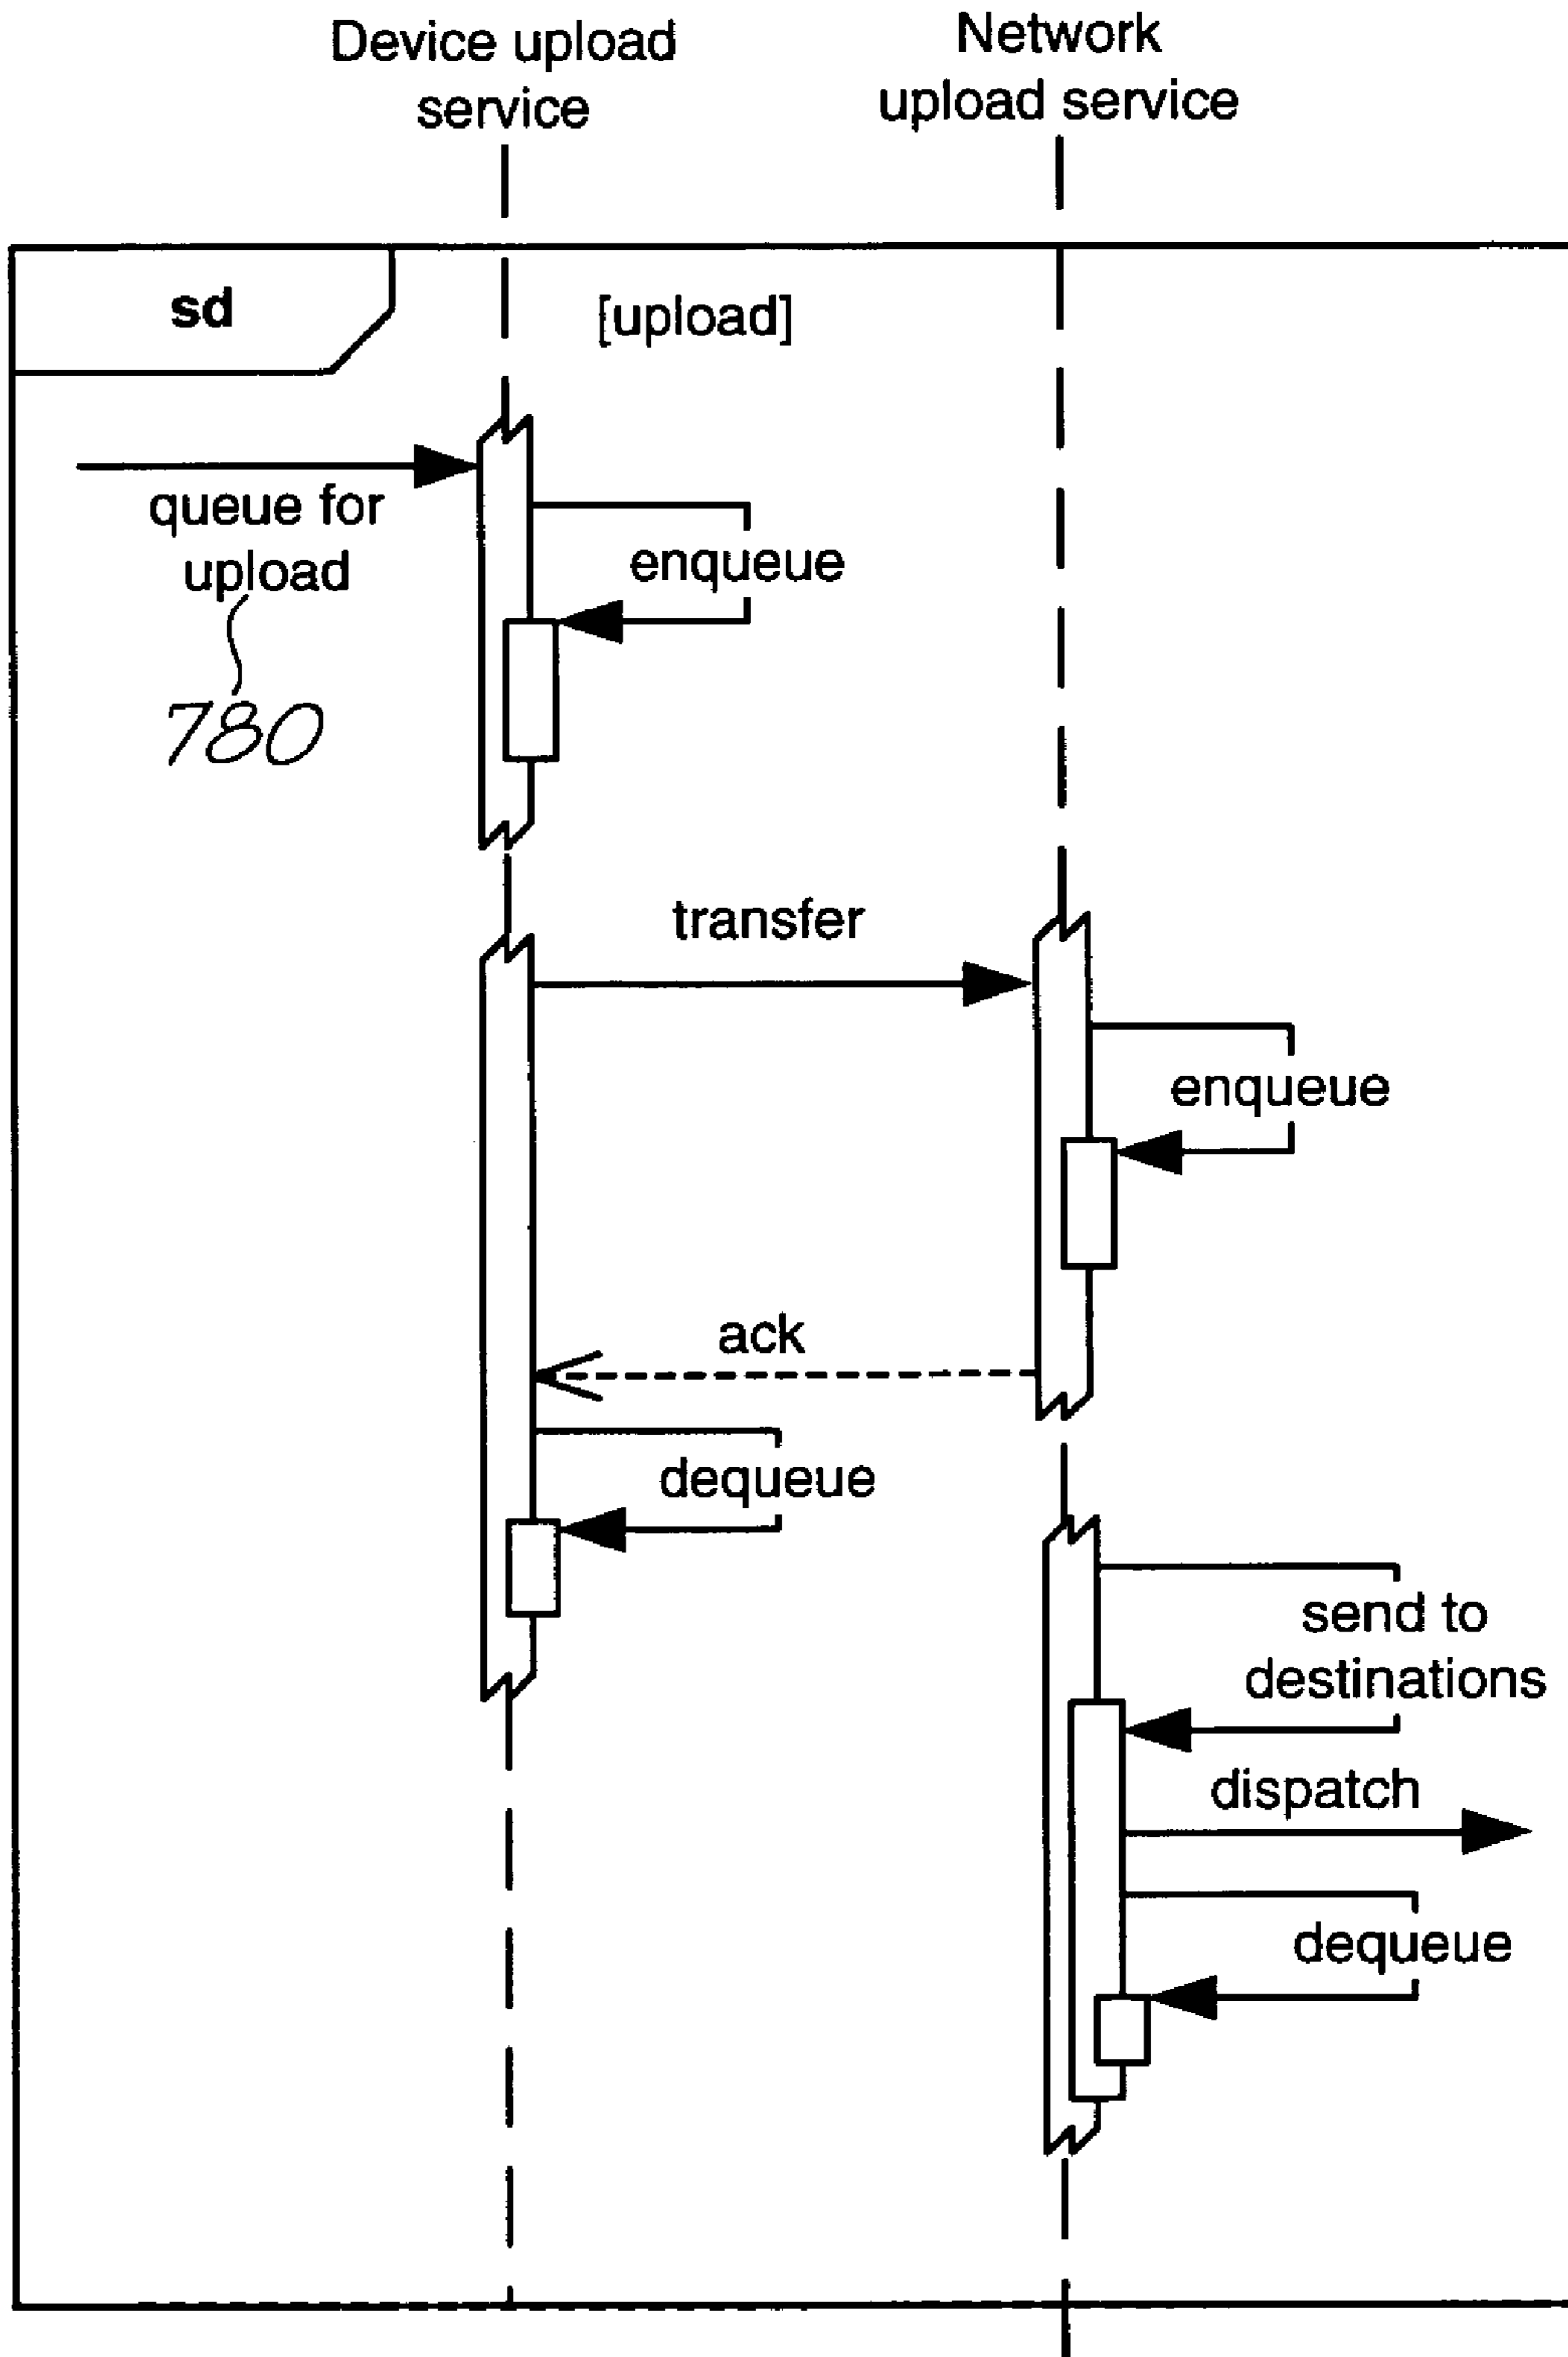 Device upload
service
Network
upload service
sd
[upload]
queue for
upload
780
enqueue
transfer
enqueue
ack
dequeue
send to
destinations
dispatch
dequeue